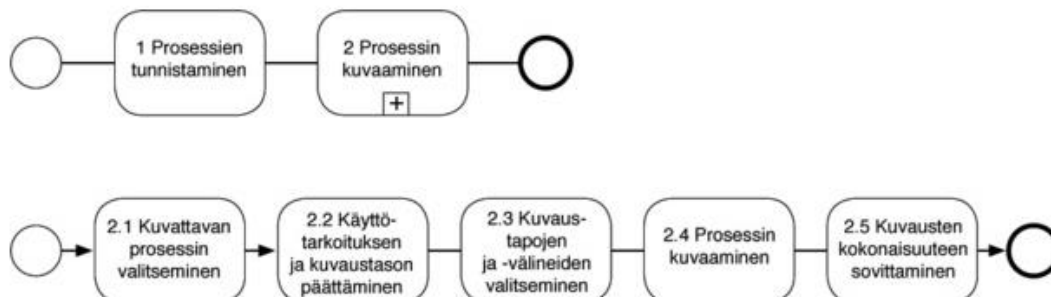 1 Prosessien
tunnistaminen
2 Prosessin
kuvaaminen
+
2.1 Kuvattavan
prosessin
valitseminen
2.2 Käyttö-
tarkoituksen
ja kuvaustason
päättäminen
2.3 Kuvaus-
tapojen
ja -välineiden
valitseminen
2.4 Prosessin
kuvaaminen
2.5 Kuvausten
kokonaisuuteen
sovittaminen